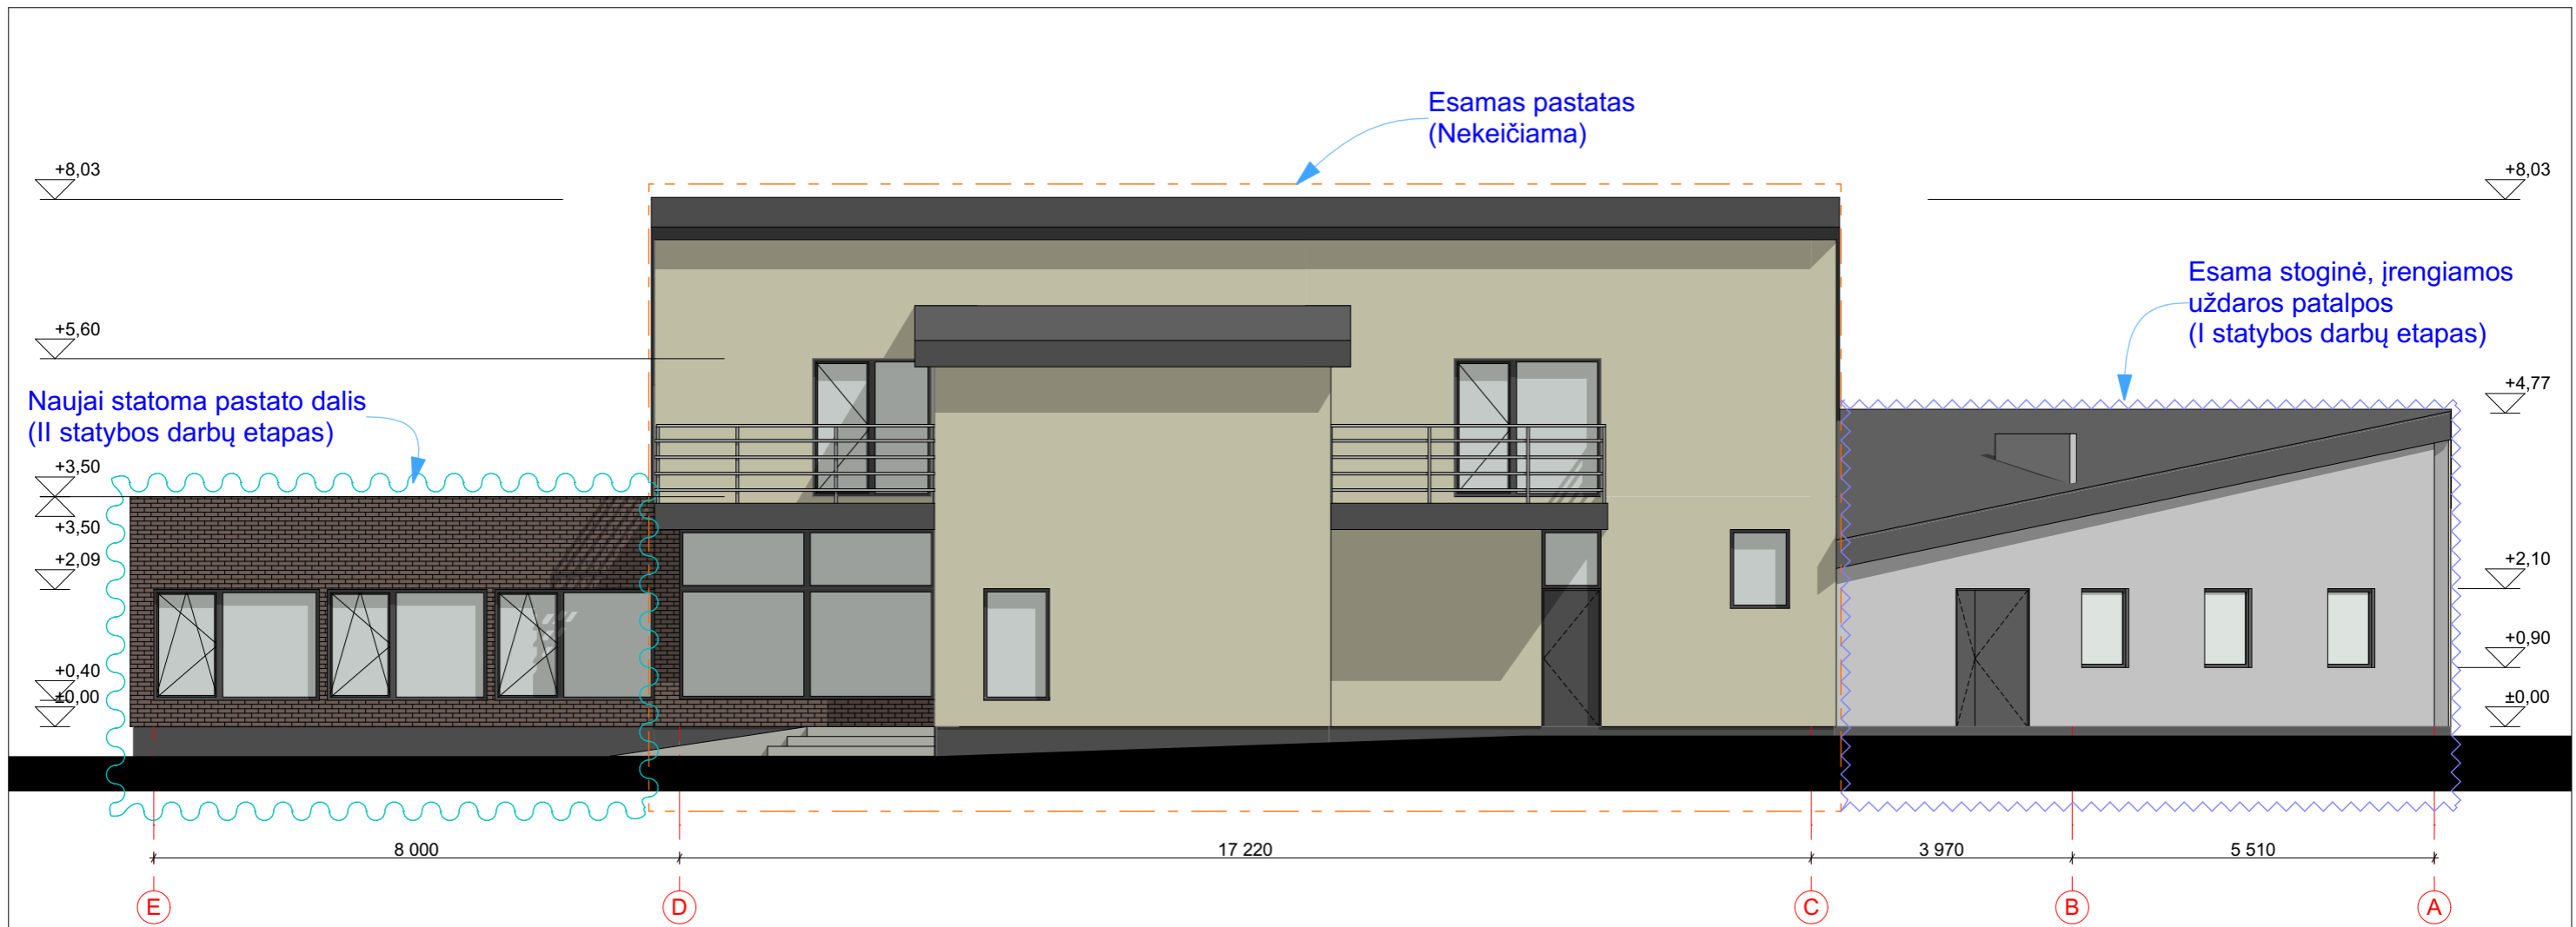 Esamas pastatas
(Nekeičiama)
+8,03
+8,03
Esama stoginė, įrengiamos
uždaros patalpos
(I statybos darbų etapas)
+5,60
+4,77
Naujai statoma pastato dalis
(II statybos darbų etapas)
+3,50
+3,50
+2,09
+2,10
+0,40
+0,90
±0,00
±0,00
8 000
17 220
3 970
5 510
E
D
C
B
A